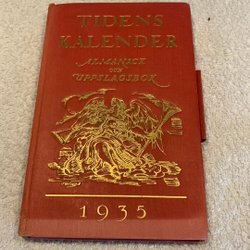 TIDENS
KALENDER
ALMANACK
OCH
UPPSLAGSBOK
1935